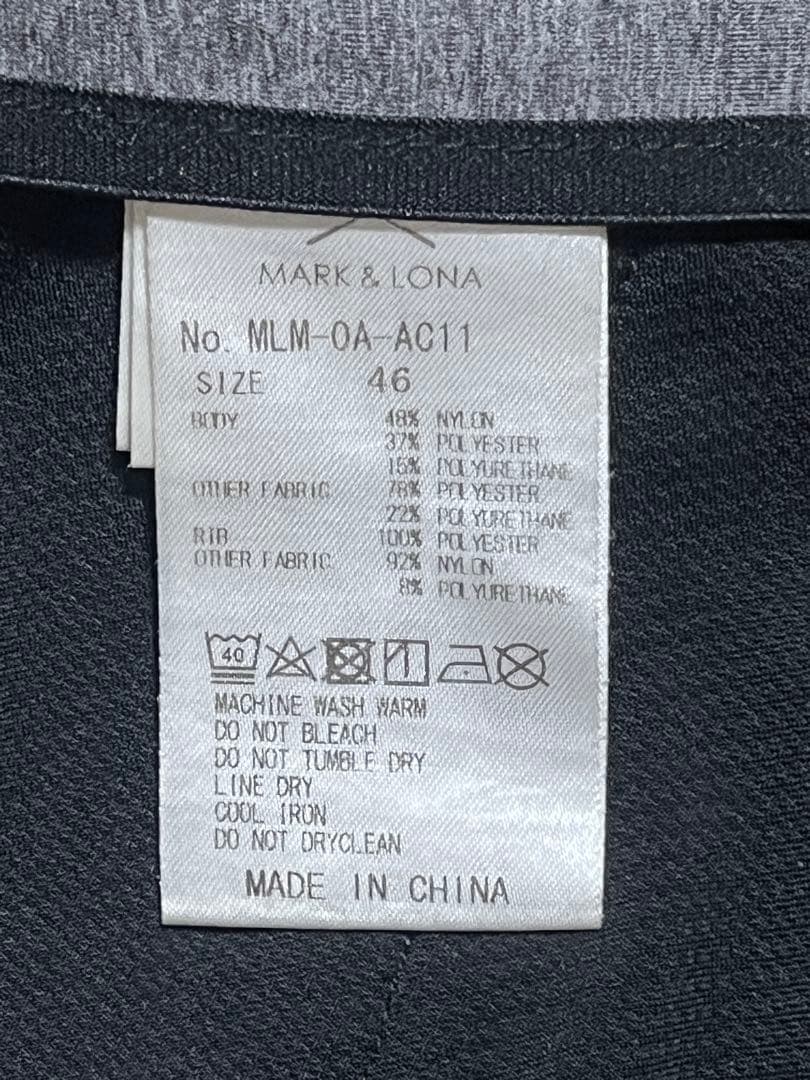 MARK & LONA
No. MLM-0A-AC11
SIZE 46
BODY 48% NYLON
37% POLYESTER
15% POLYURETHANE
OTHER FABRIC 78% POLYESTER
22% POLYURETHANE
RIB 100% POLYESTER
OTHER FABRIC 92% NYLON
8% POLYURETHANE
40
MACHINE WASH WARM
DO NOT BLEACH
DO NOT TUMBLE DRY
LINE DRY
COOL IRON
DO NOT DRYCLEAN
MADE IN CHINA